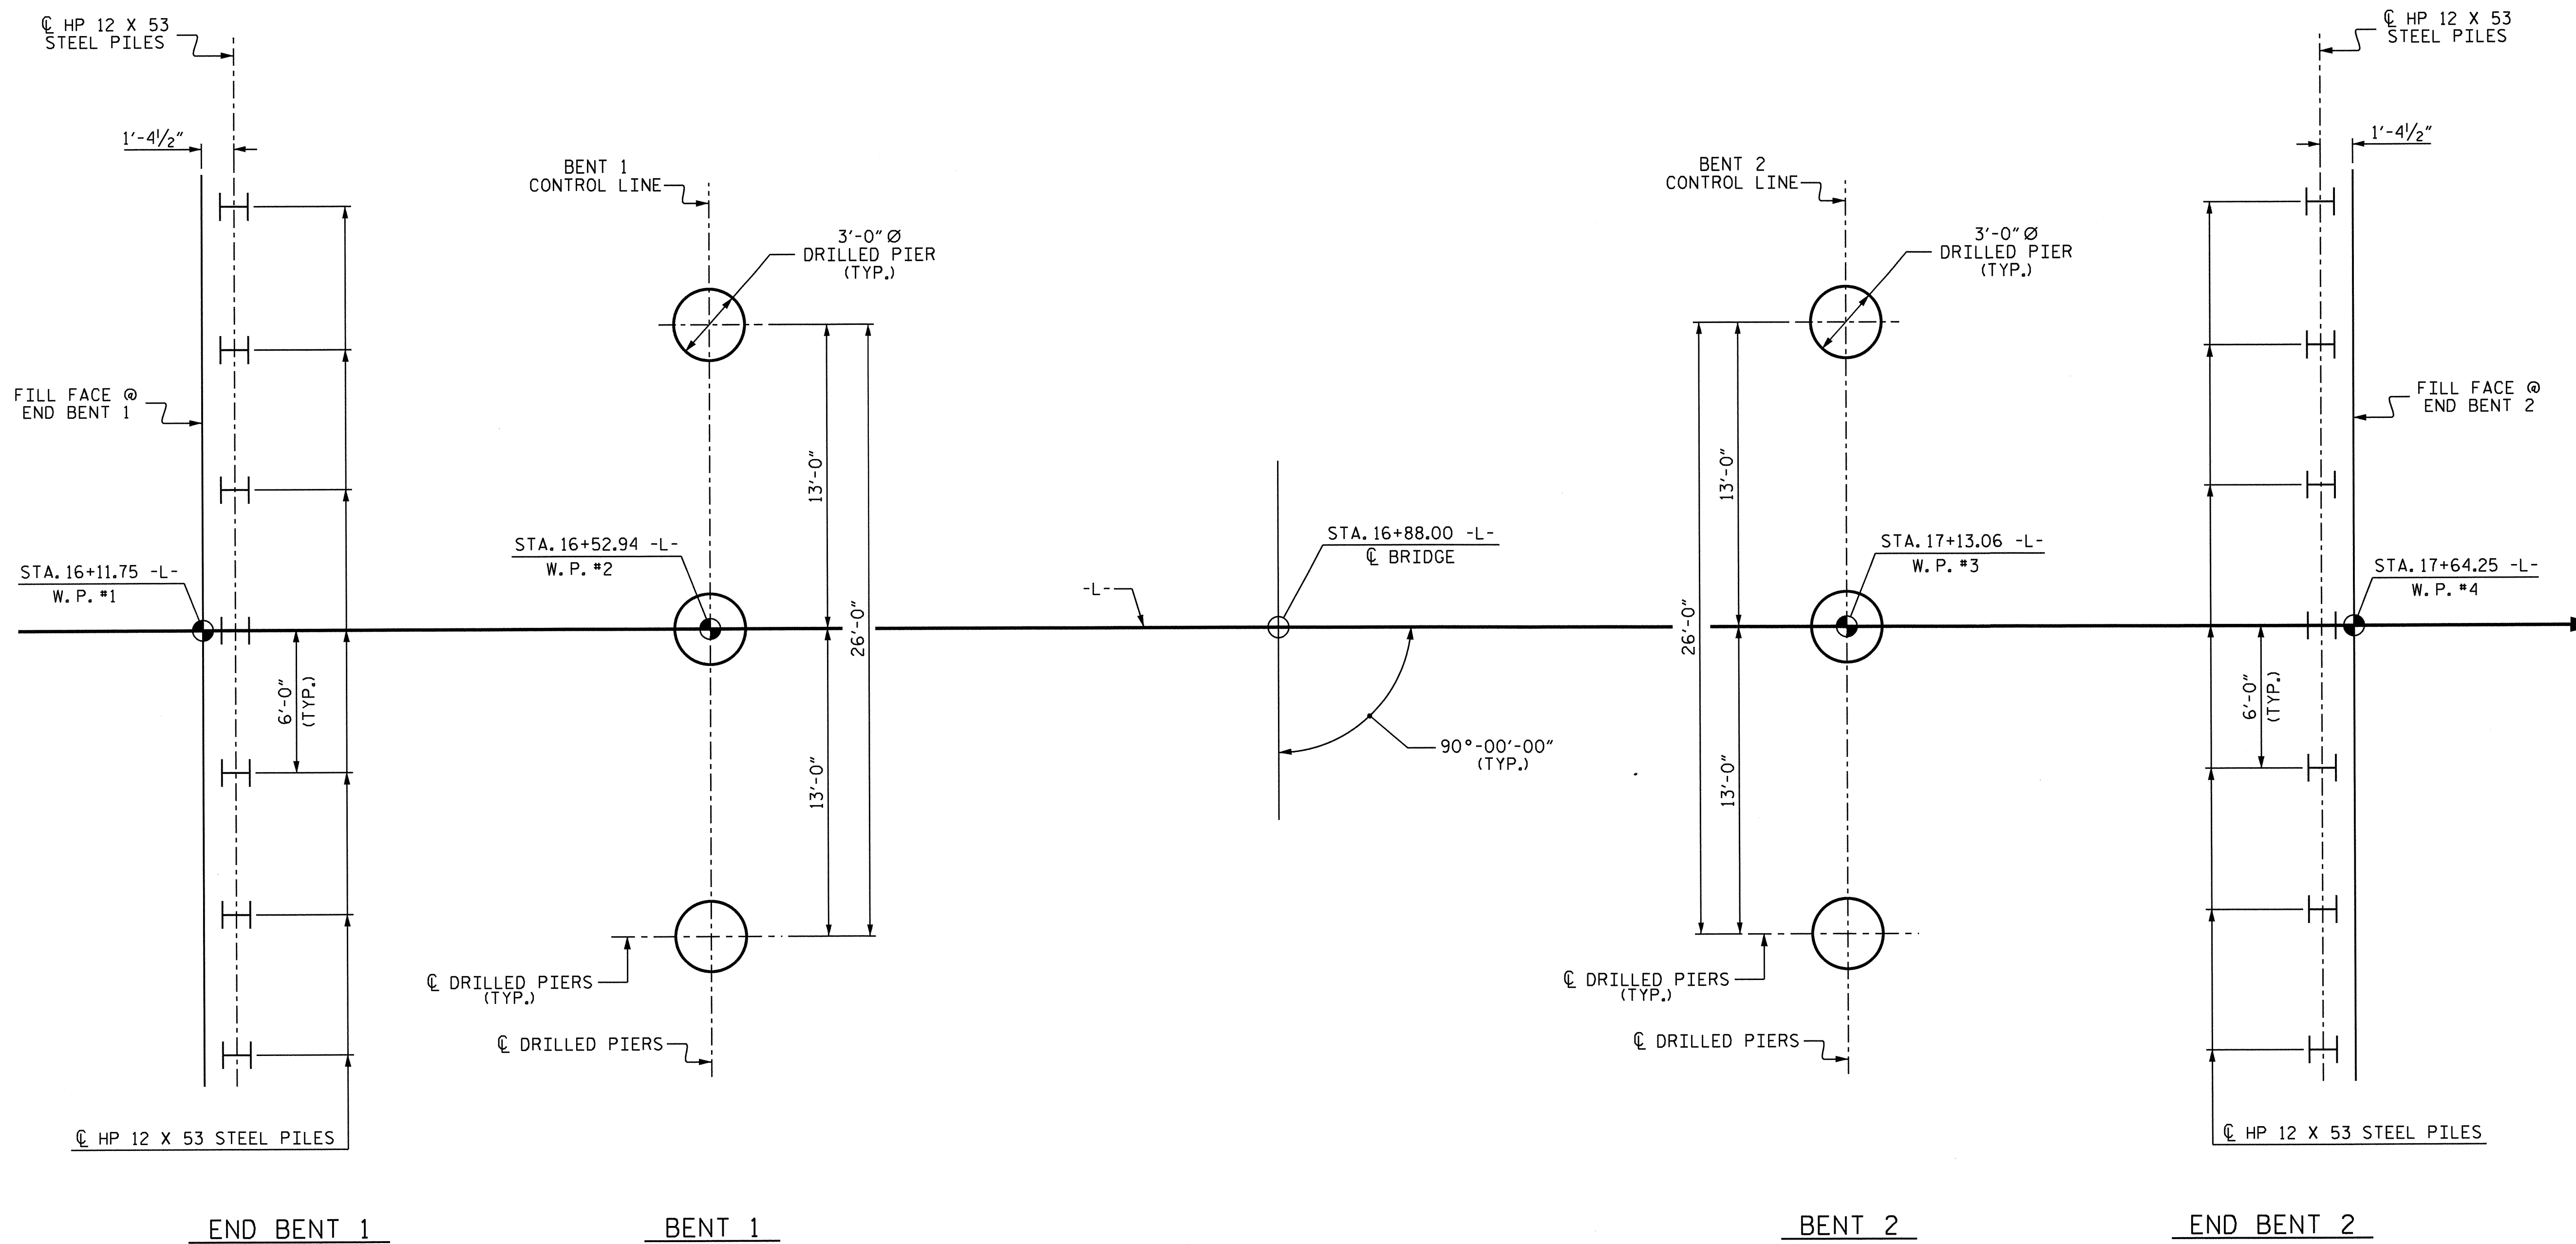 ℄ HP 12 X 53
STEEL PILES
1'-4½"
FILL FACE @
END BENT 1
STA. 16+11.75 -L-
W. P. #1
6'-0"
(TYP.)
℄ HP 12 X 53 STEEL PILES
END BENT 1
BENT 1
CONTROL LINE
3'-0" Ø
DRILLED PIER
(TYP.)
STA. 16+52.94 -L-
W. P. #2
13'-0"
26'-0"
13'-0"
℄ DRILLED PIERS
(TYP.)
℄ DRILLED PIERS
BENT 1
-L-
STA. 16+88.00 -L-
℄ BRIDGE
90°-00'-00"
(TYP.)
BENT 2
CONTROL LINE
3'-0" Ø
DRILLED PIER
(TYP.)
26'-0"
13'-0"
STA. 17+13.06 -L-
W. P. #3
13'-0"
℄ DRILLED PIERS
(TYP.)
℄ DRILLED PIERS
BENT 2
℄ HP 12 X 53
STEEL PILES
1'-4½"
FILL FACE @
END BENT 2
STA. 17+64.25 -L-
W. P. #4
6'-0"
(TYP.)
℄ HP 12 X 53 STEEL PILES
END BENT 2